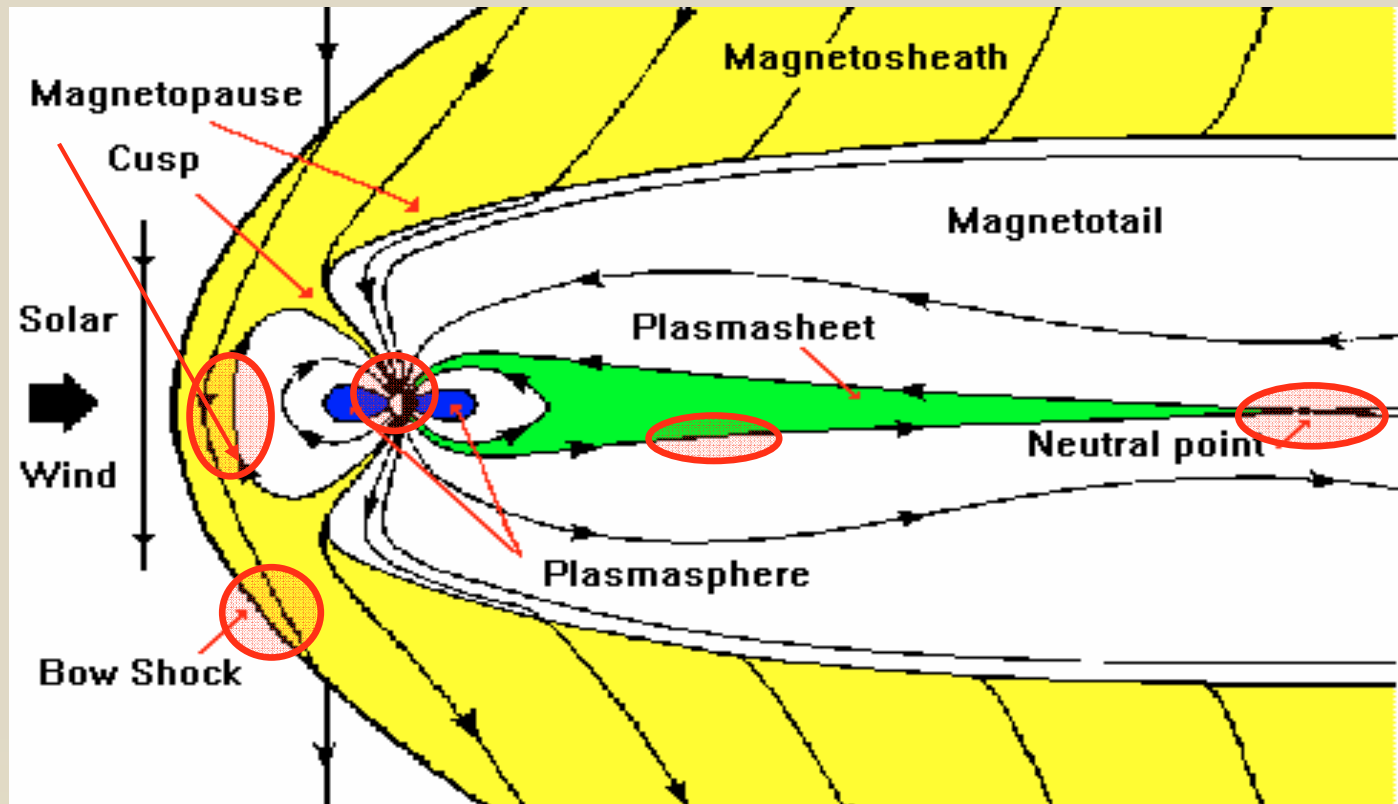 Magnetosheath
Magnetopause
Cusp
Magnetotail
Solar
Wind
Plasmasheet
Neutral point
Plasmasphere
Bow Shock